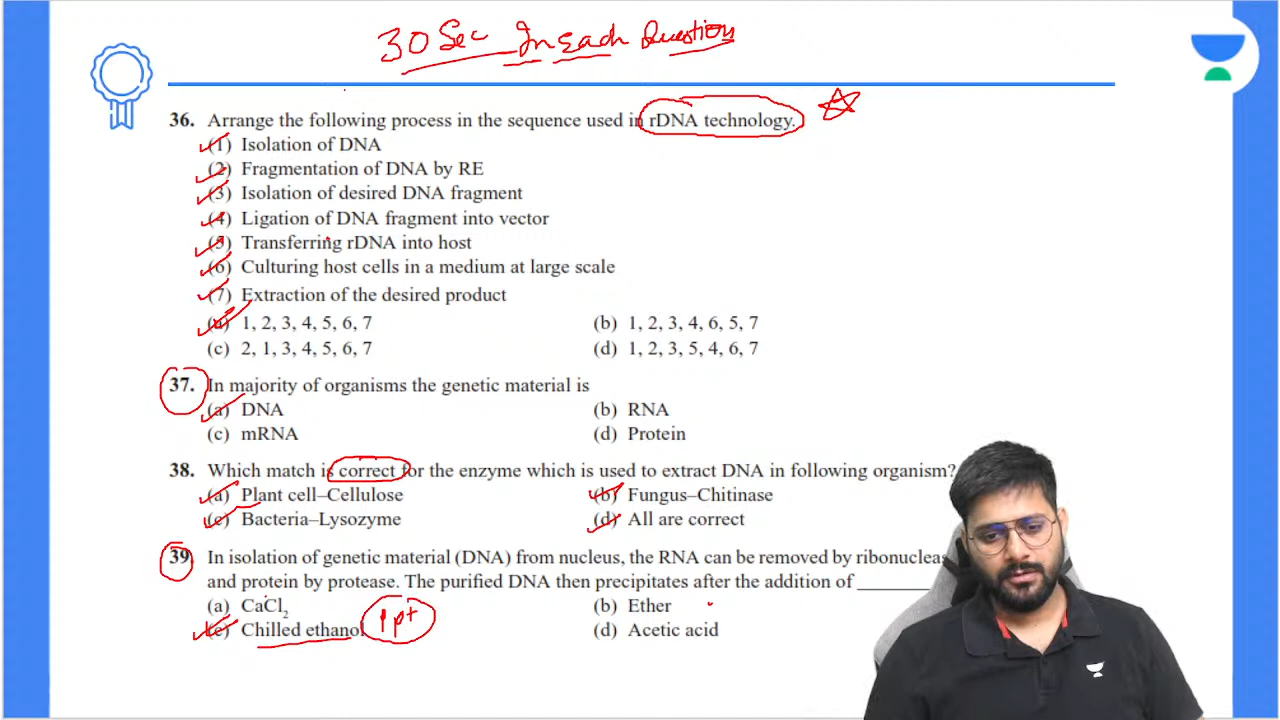 30 Sec In Each Question
36. Arrange the following process in the sequence used in rDNA technology.
(1) Isolation of DNA
(2) Fragmentation of DNA by RE
(3) Isolation of desired DNA fragment
(4) Ligation of DNA fragment into vector
(5) Transferring rDNA into host
(6) Culturing host cells in a medium at large scale
(7) Extraction of the desired product
(a) 1, 2, 3, 4, 5, 6, 7 (b) 1, 2, 3, 4, 6, 5, 7
(c) 2, 1, 3, 4, 5, 6, 7 (d) 1, 2, 3, 5, 4, 6, 7
37. In majority of organisms the genetic material is
(a) DNA (b) RNA
(c) mRNA (d) Protein
38. Which match is correct for the enzyme which is used to extract DNA in following organism?
(a) Plant cell–Cellulose (b) Fungus–Chitinase
(c) Bacteria–Lysozyme (d) All are correct
39. In isolation of genetic material (DNA) from nucleus, the RNA can be removed by ribonucleas
and protein by protease. The purified DNA then precipitates after the addition of ________
(a) CaCl₂ (b) Ether
(c) Chilled ethanol (d) Acetic acid